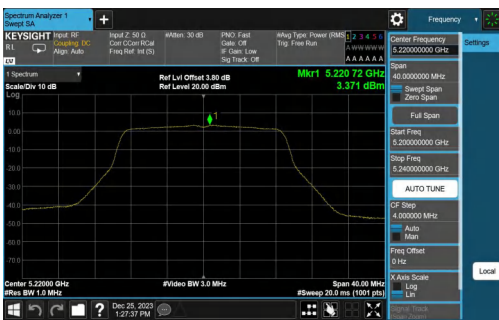 Spectrum Analyzer 1
Swept SA
+
Frequency
KEYSIGHT
RL
Input: RF
Coupling: DC
Align: Auto
Input Z: 50 Ω
Corr CCorr RCal
Freq Ref: Int (S)
#Atten: 30 dB
PNO: Fast
Gate: Off
IF Gain: Low
Sig Track: Off
#Avg Type: Power (RMS)
Trig: Free Run
1 2 3 4 5 6
A W W W W W
A A A A A A
LW
1 Spectrum
Scale/Div 10 dB
Log
Ref Lvl Offset 3.80 dB
Ref Level 20.00 dBm
Mkr1 5.220 72 GHz
3.371 dBm
1
10.0
0.00
-10.0
-20.0
-30.0
-40.0
-50.0
-60.0
-70.0
Center 5.22000 GHz
#Res BW 1.0 MHz
#Video BW 3.0 MHz
Span 40.00 MHz
#Sweep 20.0 ms (1001 pts)
Center Frequency
5.220000000 GHz
Settings
Span
40.0000000 MHz
Swept Span
Zero Span
Full Span
Start Freq
5.200000000 GHz
Stop Freq
5.240000000 GHz
AUTO TUNE
CF Step
4.000000 MHz
Auto
Man
Freq Offset
0 Hz
X Axis Scale
Log
Lin
Local
Signal Track
?
Dec 25, 2023
1:27:37 PM